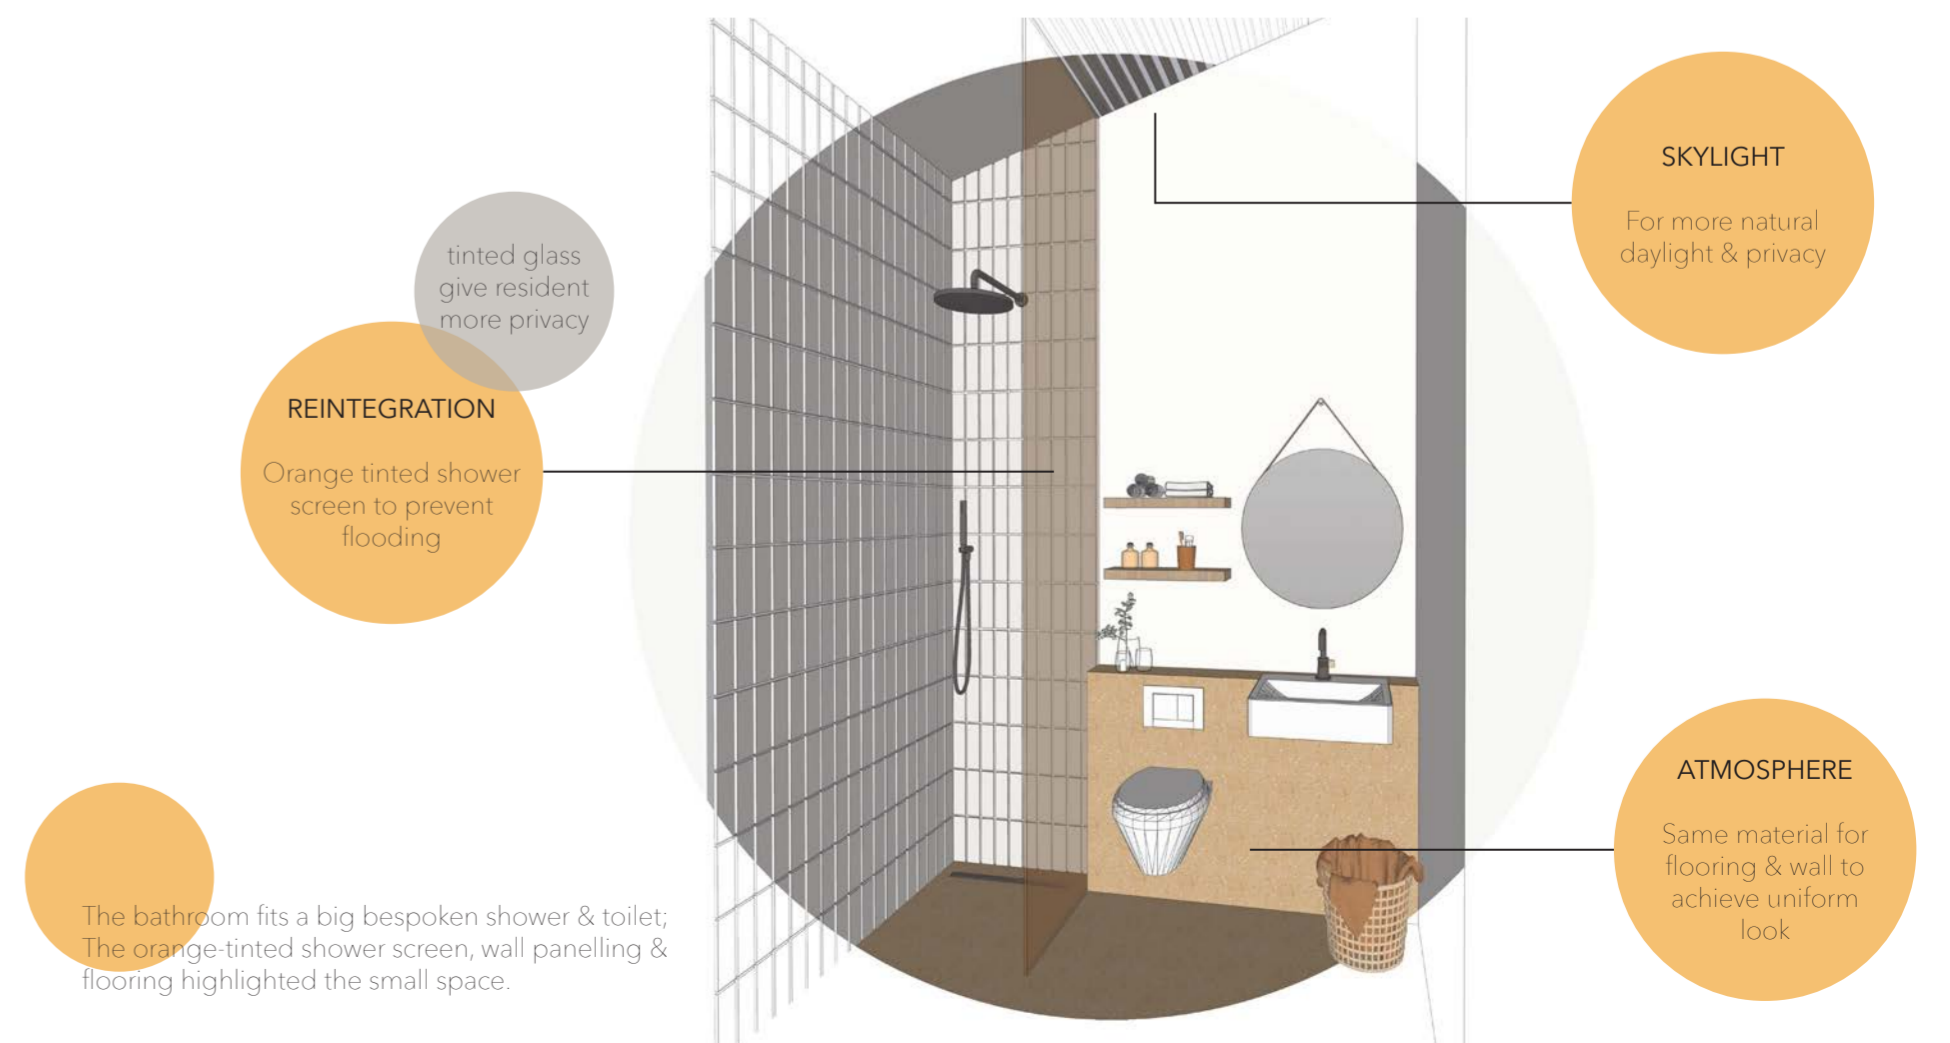 SKYLIGHT
For more natural
daylight & privacy
tinted glass
give resident
more privacy
REINTEGRATION
Orange tinted shower
screen to prevent
flooding
ATMOSPHERE
Same material for
flooring & wall to
achieve uniform
look
The bathroom fits a big bespoken shower & toilet;
The orange-tinted shower screen, wall panelling &
flooring highlighted the small space.